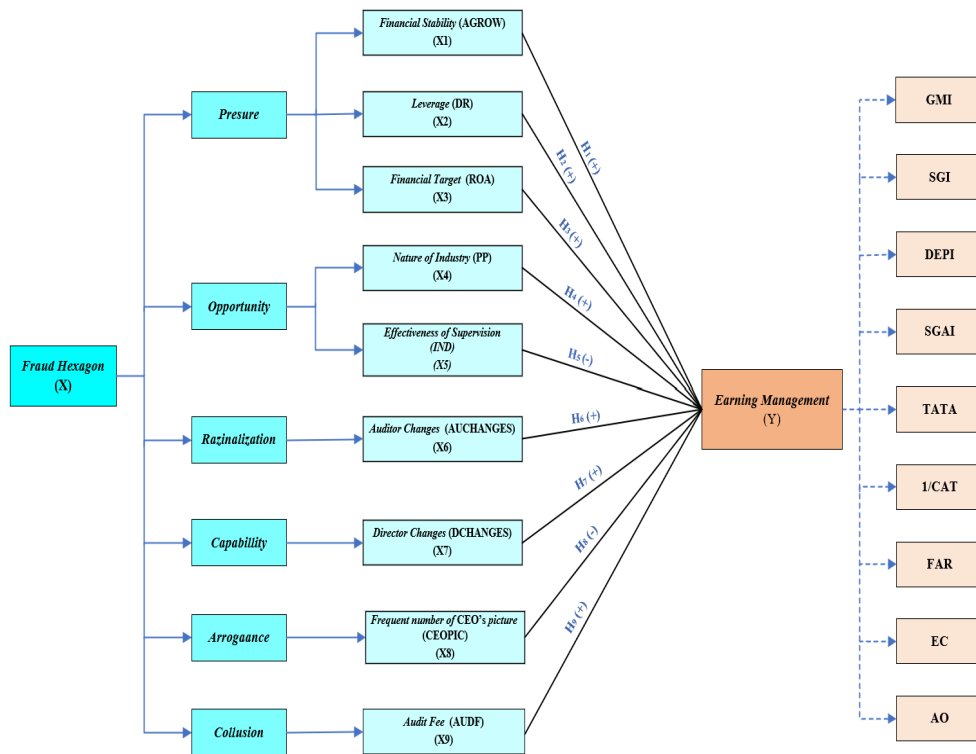 Fraud Hexagon
(X)
Presure
Opportunity
Razinalization
Capabillity
Arrogaance
Collusion
Financial Stability (AGROW)
(X1)
Leverage (DR)
(X2)
Financial Target (ROA)
(X3)
Nature of Industry (PP)
(X4)
Effectiveness of Supervision
(IND)
(X5)
Auditor Changes (AUCHANGES)
(X6)
Director Changes (DCHANGES)
(X7)
Frequent number of CEO's picture
(CEOPIC)
(X8)
Audit Fee (AUDF)
(X9)
H1 (+)
H2 (+)
H3 (+)
H4 (+)
H5 (-)
H6 (+)
H7 (+)
H8 (-)
H9 (+)
Earning Management
(Y)
GMI
SGI
DEPI
SGAI
TATA
1/CAT
FAR
EC
AO